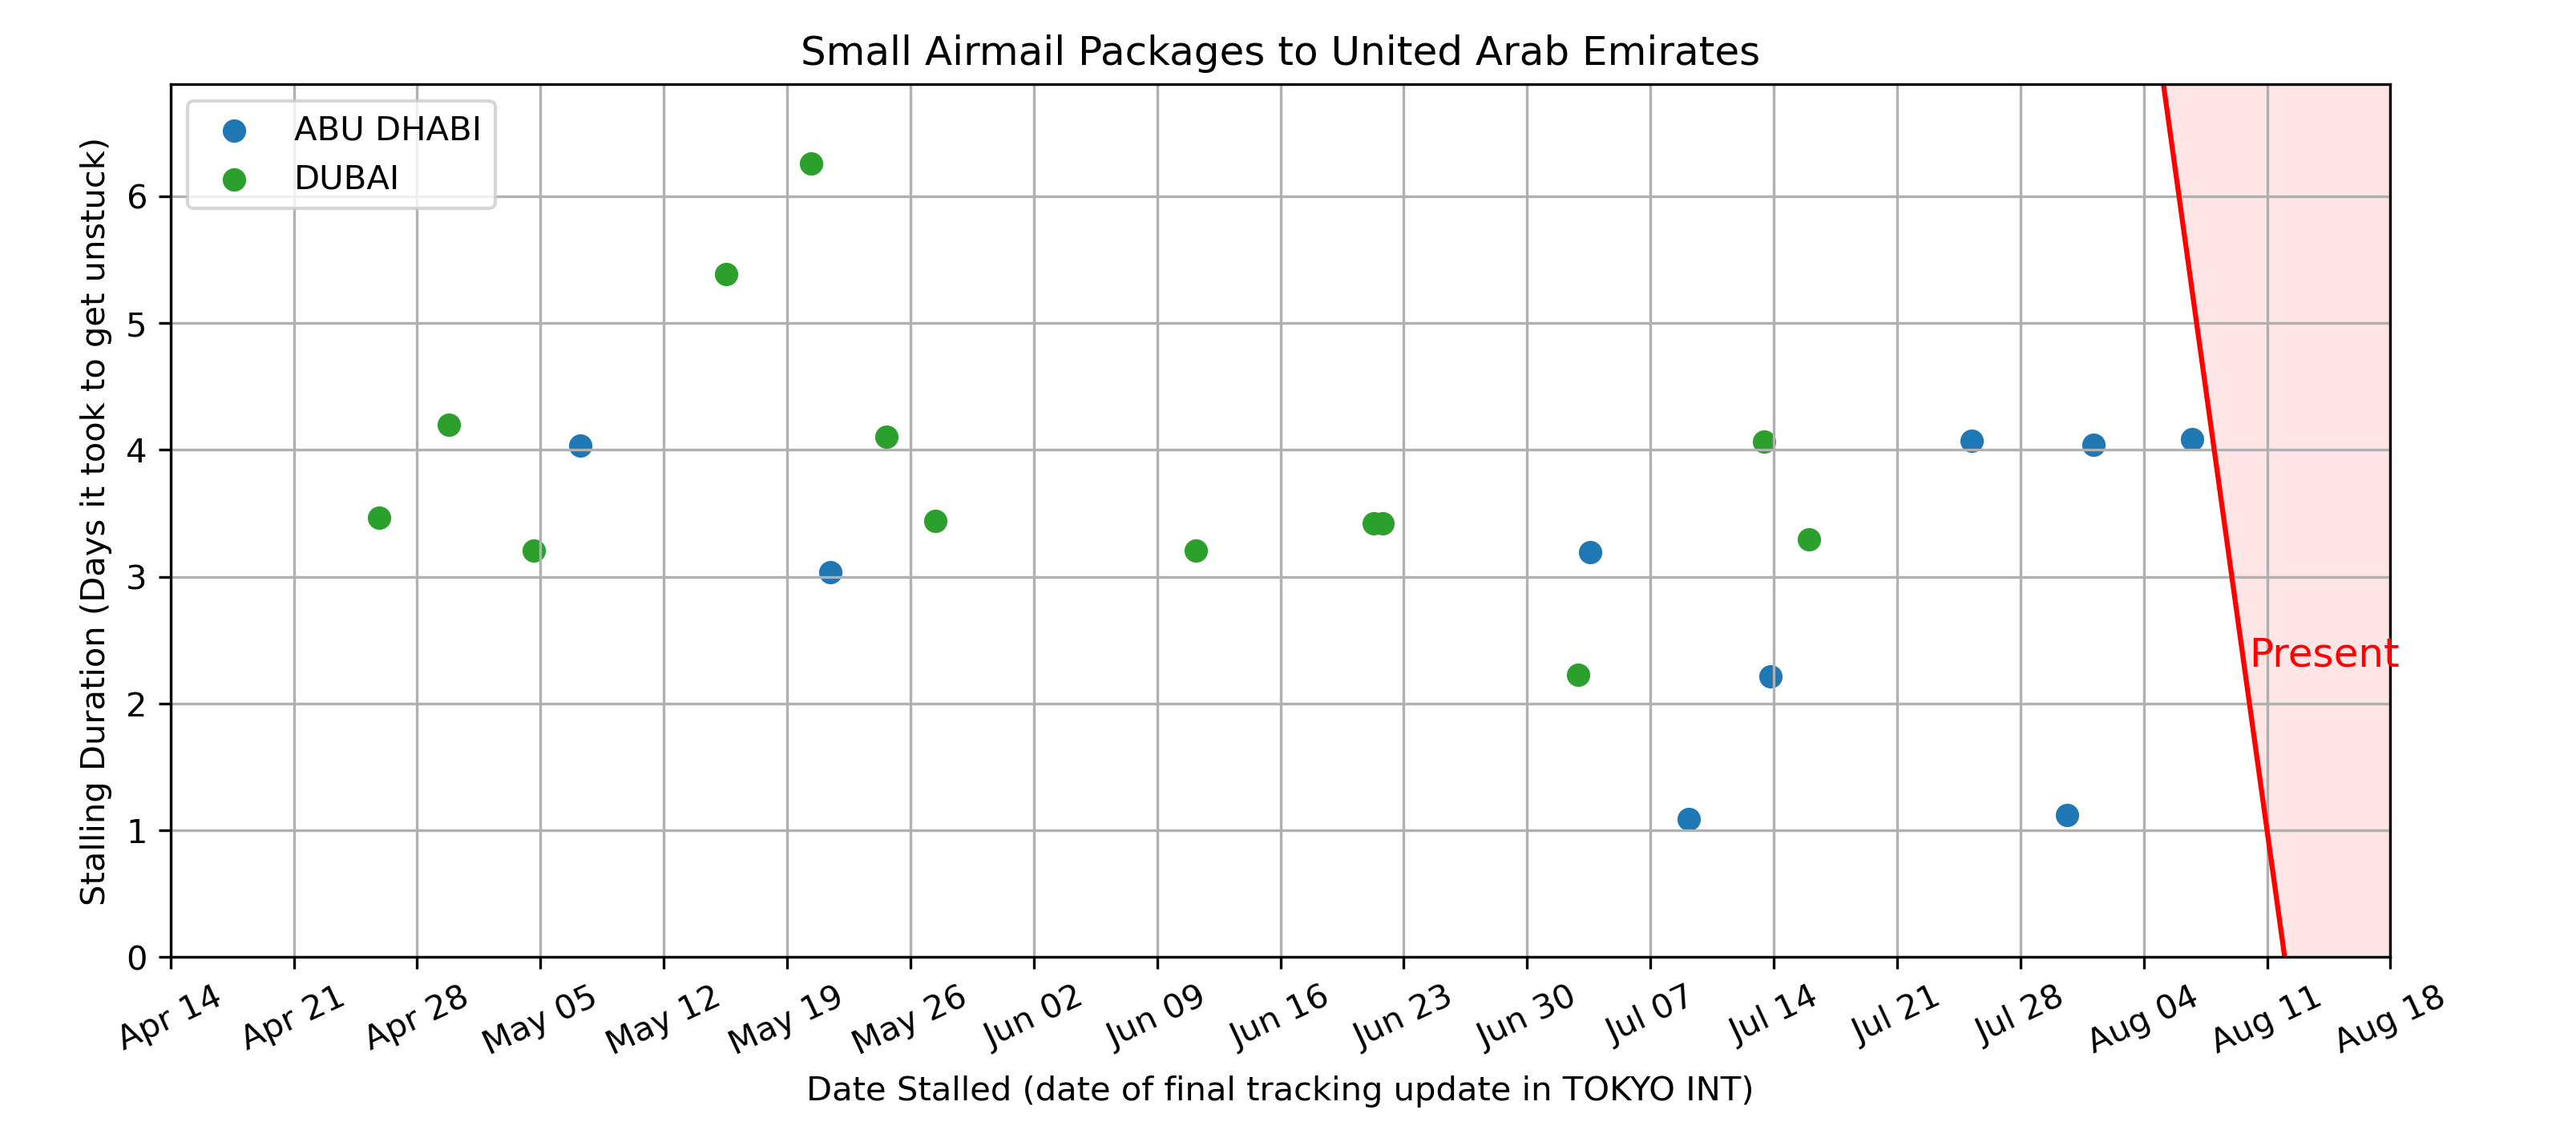 Small Airmail Packages to United Arab Emirates
ABU DHABI
DUBAI
Stalling Duration (Days it took to get unstuck)
6
5
4
3
2
1
0
Apr 14
Apr 21
Apr 28
May 05
May 12
May 19
May 26
Jun 02
Jun 09
Jun 16
Jun 23
Jun 30
Jul 07
Jul 14
Jul 21
Jul 28
Aug 04
Aug 11
Aug 18
Present
Date Stalled (date of final tracking update in TOKYO INT)